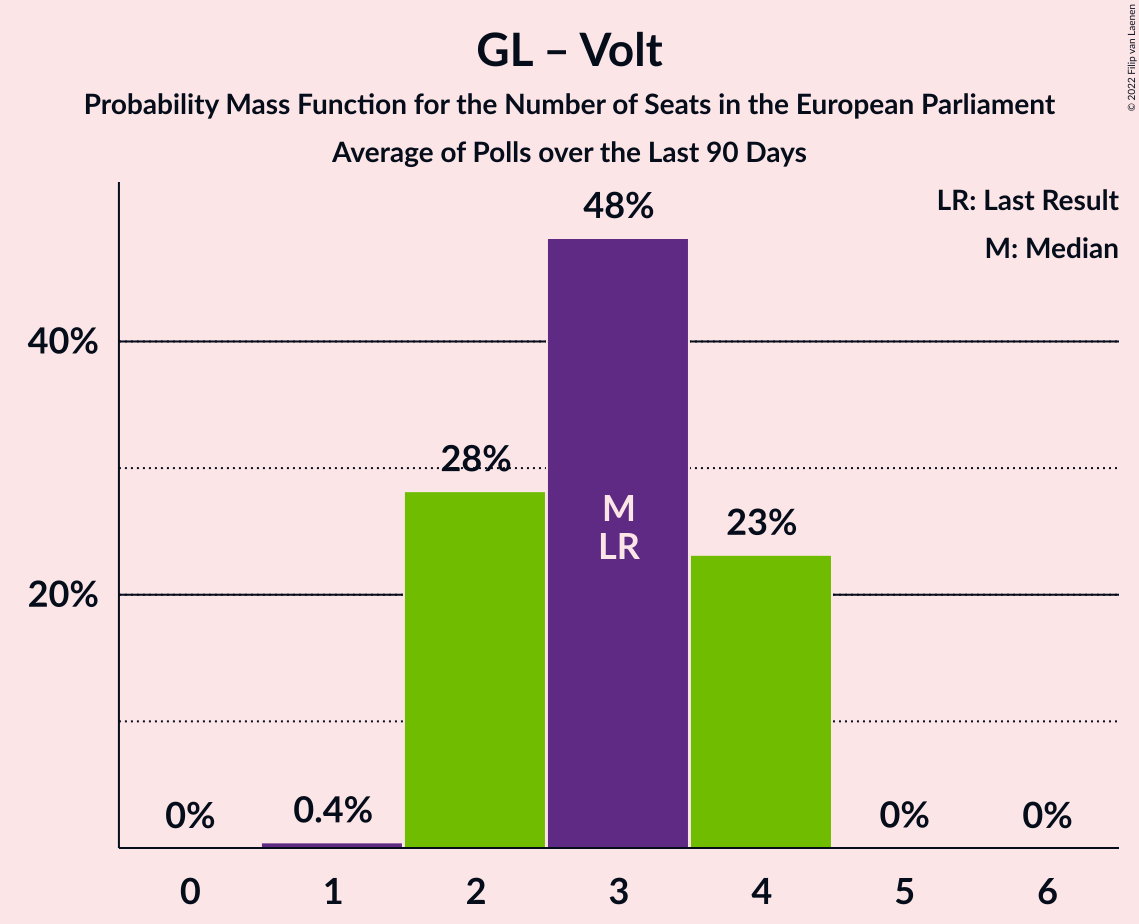 GL – Volt
Probability Mass Function for the Number of Seats in the European Parliament
Average of Polls over the Last 90 Days
© 2022 Filip van Laenen
LR: Last Result
M: Median
48%
40%
28%
M
23%
LR
20%
0%
0.4%
0%
0%
0
1
2
3
4
5
6